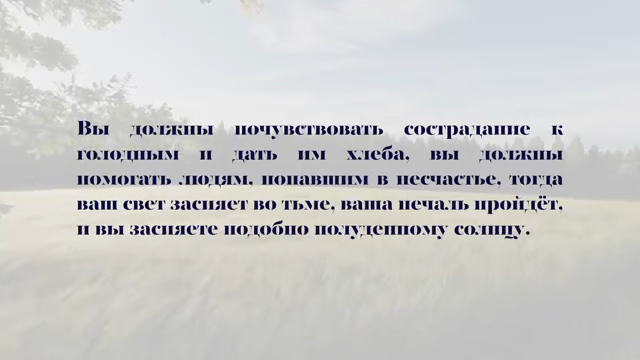 Вы должны почувствовать сострадание к
голодным и дать им хлеба, вы должны
помогать людям, попавшим в несчастье, тогда
ваш свет засияет во тьме, ваша печаль пройдёт,
и вы засияете подобно полуденному солнцу.